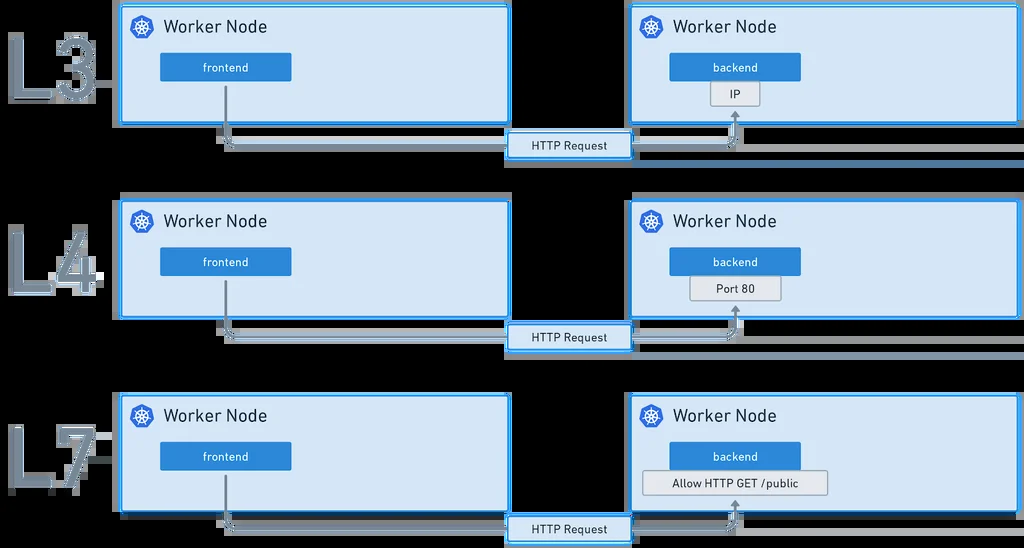 L3
Worker Node
frontend
Worker Node
backend
IP
HTTP Request
L4
Worker Node
frontend
Worker Node
backend
Port 80
HTTP Request
L7
Worker Node
frontend
Worker Node
backend
Allow HTTP GET /public
HTTP Request